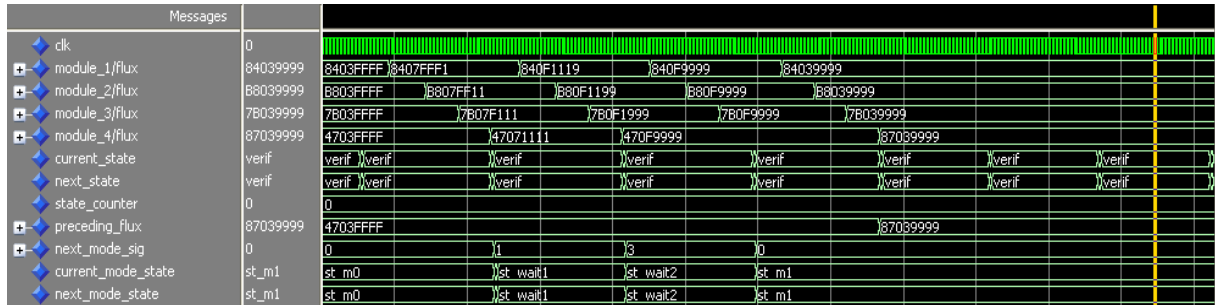 Messages
clk 0
module_1/flux 84039999 8403FFFF 8407FFF1 840F1119 840F9999 84039999
module_2/flux B8039999 B803FFFF B807FF11 B80F1199 B80F9999 B8039999
module_3/flux 7B039999 7B03FFFF 7B07F111 7B0F1999 7B0F9999 7B039999
module_4/flux 87039999 4703FFFF 47071111 470F9999 87039999
current_state verif verif verif verif verif verif verif verif verif
next_state verif verif verif verif verif verif verif verif verif
state_counter 0 0
preceding_flux 87039999 4703FFFF 87039999
next_mode_sig 0 0 1 3 0
current_mode_state st_m1 st_m0 st_wait1 st_wait2 st_m1
next_mode_state st_m1 st_m0 st_wait1 st_wait2 st_m1